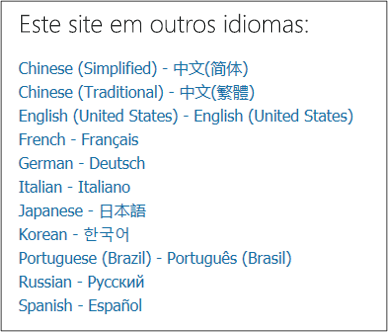 Este site em outros idiomas:
Chinese (Simplified) - 中文(简体)
Chinese (Traditional) - 中文(繁體)
English (United States) - English (United States)
French - Français
German - Deutsch
Italian - Italiano
Japanese - 日本語
Korean - 한국어
Portuguese (Brazil) - Português (Brasil)
Russian - Русский
Spanish - Español